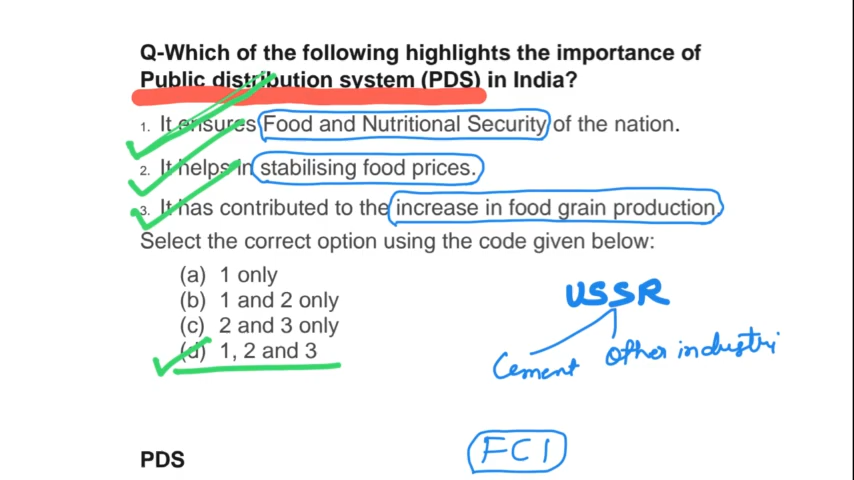 Q-Which of the following highlights the importance of
Public distribution system (PDS) in India?
1. It ensures Food and Nutritional Security of the nation.
2. It helps in stabilising food prices.
3. It has contributed to the increase in food grain production.
Select the correct option using the code given below:
(a) 1 only
(b) 1 and 2 only
(c) 2 and 3 only
(d) 1, 2 and 3
USSR
Cement other industri
FCI
PDS